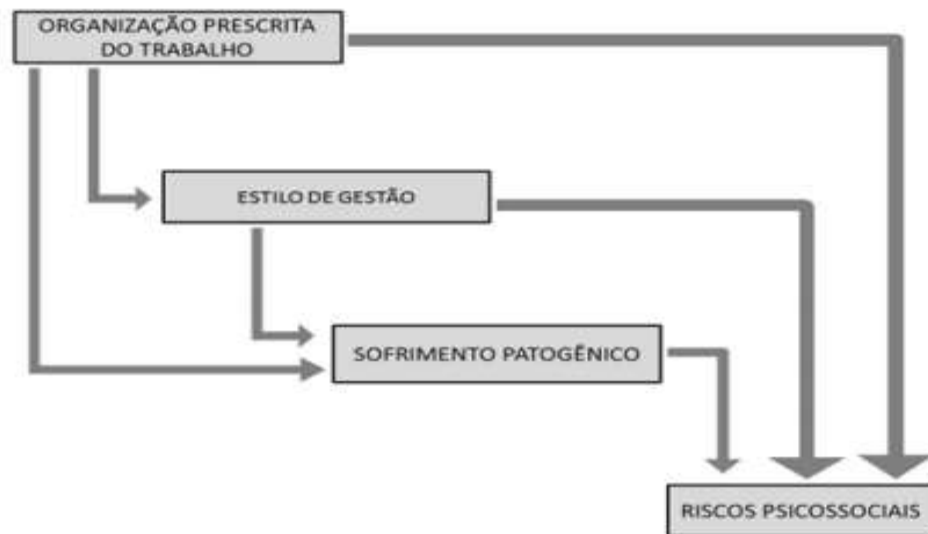 ORGANIZAÇÃO PRESCRITA
DO TRABALHO
ESTILO DE GESTÃO
SOFRIMENTO PATOGÊNICO
RISCOS PSICOSSOCIAIS